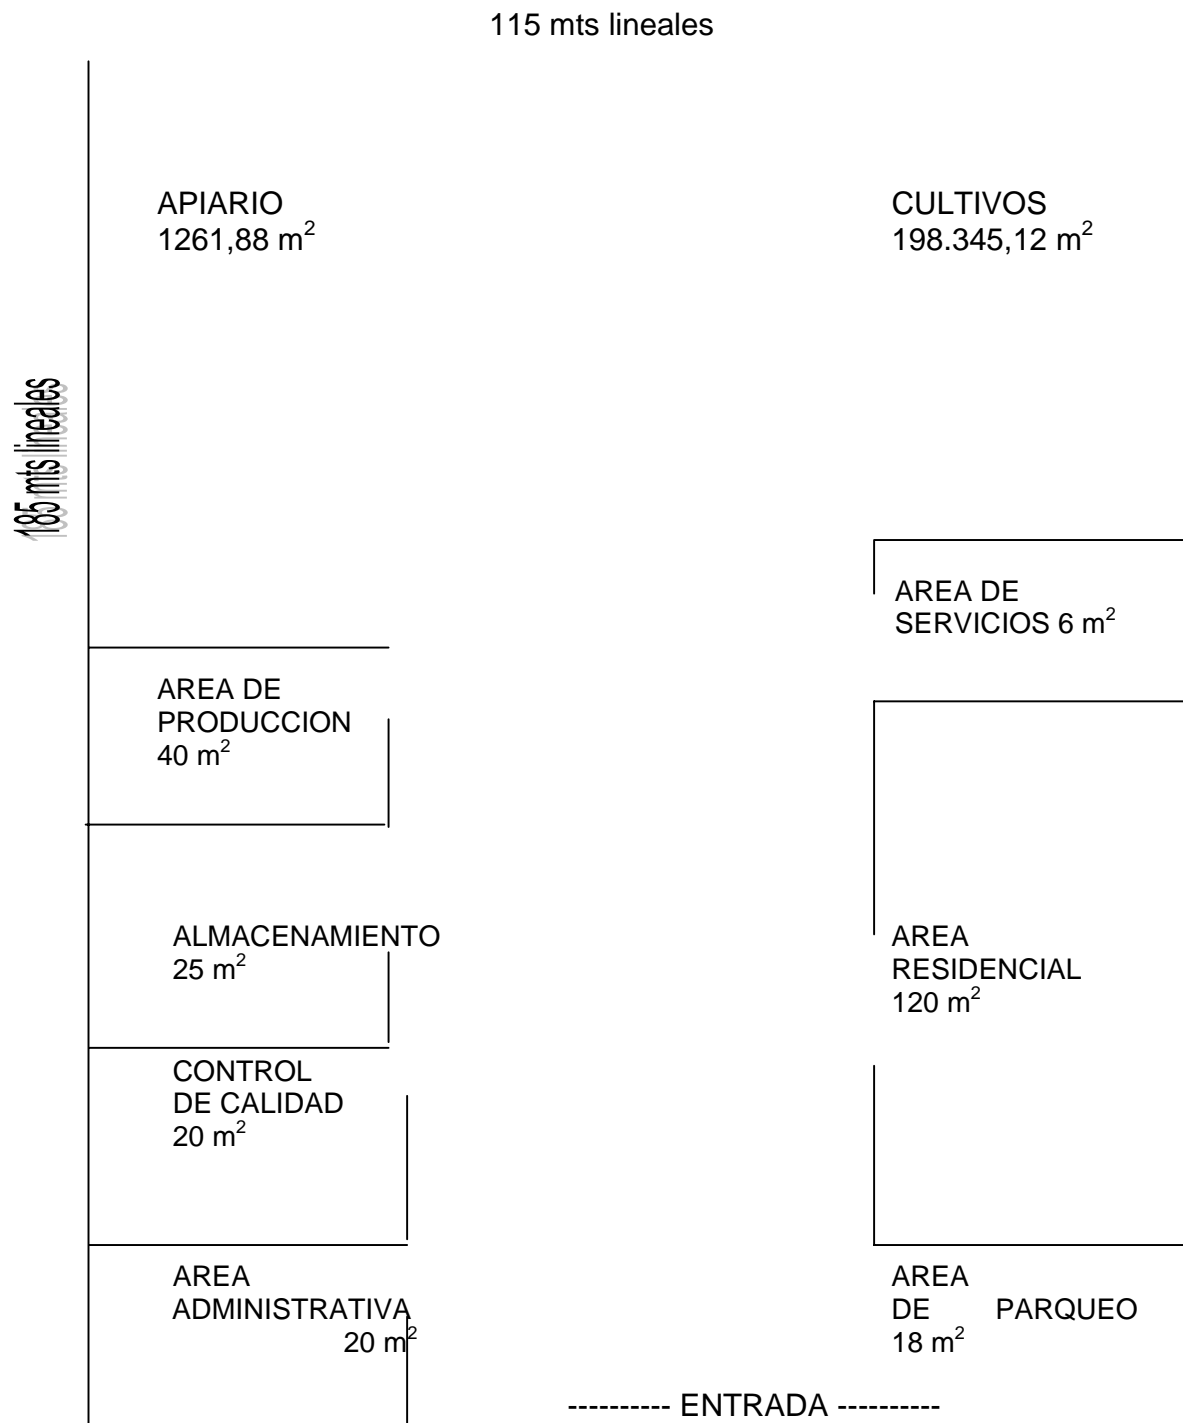 115 mts lineales
APIARIO
1261,88 m²
CULTIVOS
198.345,12 m²
185 mts lineales
AREA DE
SERVICIOS 6 m²
AREA DE
PRODUCCION
40 m²
ALMACENAMIENTO
25 m²
AREA
RESIDENCIAL
120 m²
CONTROL
DE CALIDAD
20 m²
AREA
ADMINISTRATIVA
20 m²
AREA
DE PARQUEO
18 m²
---------- ENTRADA ----------